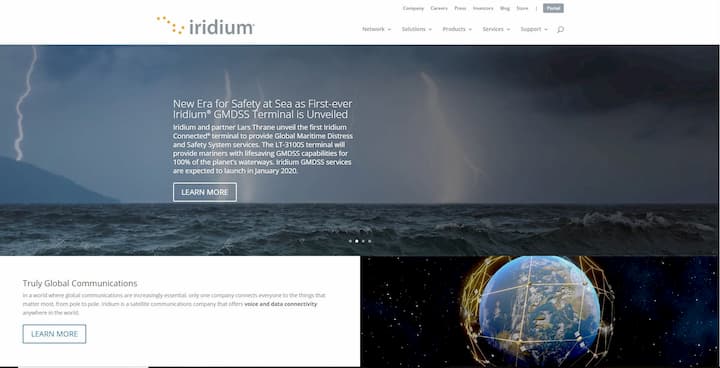 Company Careers Press Investors Blog Store | Portal
iridium
Network Solutions Products Services Support
New Era for Safety at Sea as First-ever
Iridium® GMDSS Terminal is Unveiled
Iridium and partner Lars Thrane unveil the first Iridium
Connected® terminal to provide Global Maritime Distress
and Safety System services. The LT-3100S terminal will
provide mariners with lifesaving GMDSS capabilities for
100% of the planet's waterways. Iridium GMDSS services
are expected to launch in January 2020.
LEARN MORE
Truly Global Communications
In a world where global communications are increasingly essential, only one company connects everyone to the things that
matter most, from pole to pole. Iridium is a satellite communications company that offers voice and data connectivity
anywhere in the world.
LEARN MORE